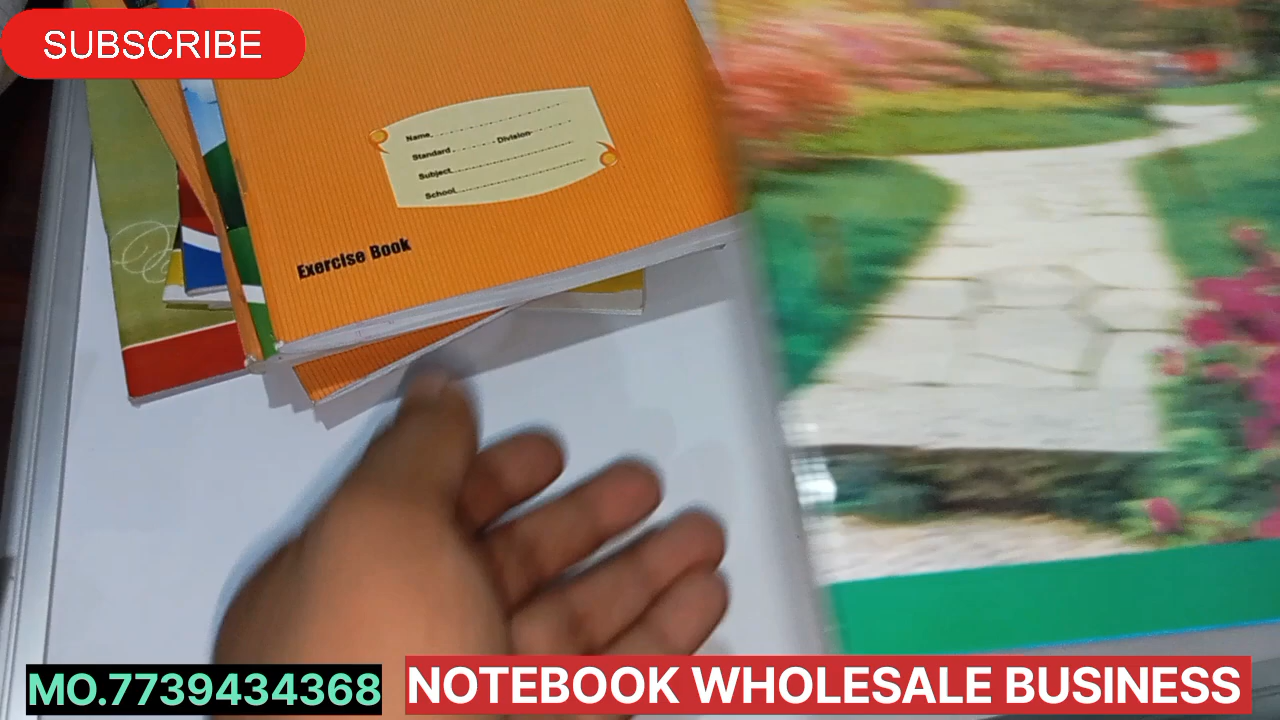 SUBSCRIBE
Name
Standard Division
Subject
School
Exercise Book
MO.7739434368
NOTEBOOK WHOLESALE BUSINESS